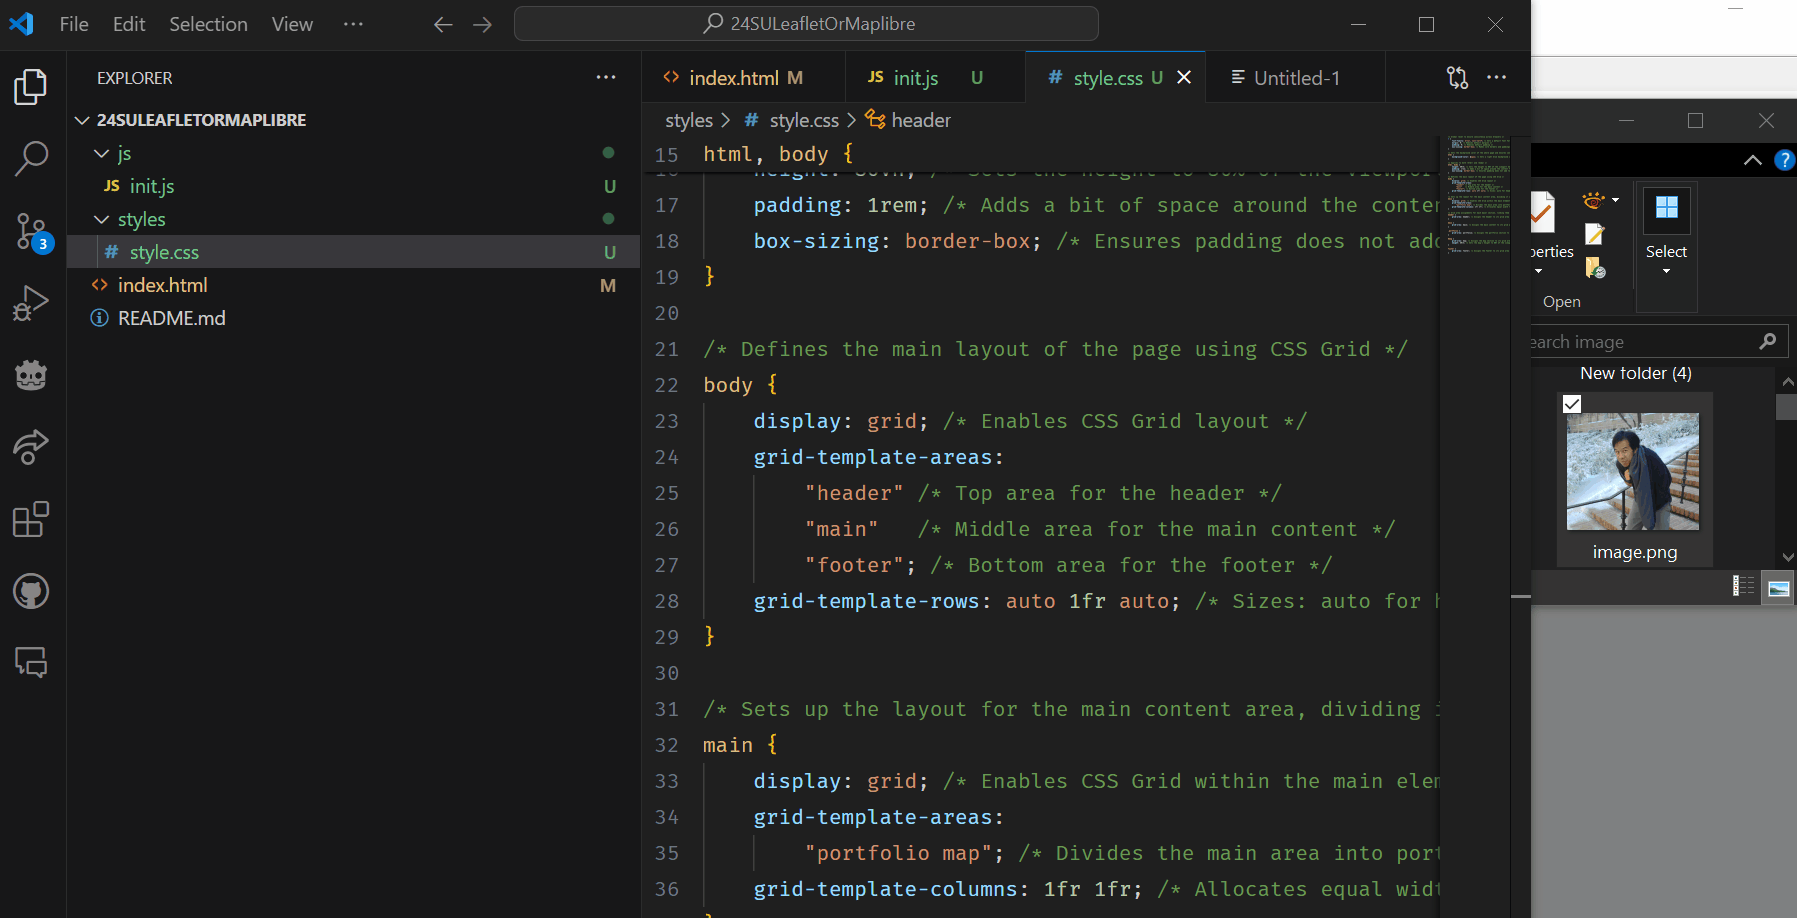 File Edit Selection View ···
24SULeafletOrMaplibre
EXPLORER
24SULEAFLETORMAPLIBRE
js
JS init.js U
styles
# style.css U
<> index.html M
README.md
3
<> index.html M
JS init.js U
# style.css U
Untitled-1
styles > # style.css > header
15 html, body {
17 padding: 1rem; /* Adds a bit of space around the conter
18 box-sizing: border-box; /* Ensures padding does not add
19 }
20
21 /* Defines the main layout of the page using CSS Grid */
22 body {
23 display: grid; /* Enables CSS Grid layout */
24 grid-template-areas:
25 "header" /* Top area for the header */
26 "main" /* Middle area for the main content */
27 "footer"; /* Bottom area for the footer */
28 grid-template-rows: auto 1fr auto; /* Sizes: auto for h
29 }
30
31 /* Sets up the layout for the main content area, dividing i
32 main {
33 display: grid; /* Enables CSS Grid within the main elem
34 grid-template-areas:
35 "portfolio map"; /* Divides the main area into port
36 grid-template-columns: 1fr 1fr; /* Allocates equal widt
?
perties
Select
Open
earch image
New folder (4)
image.png